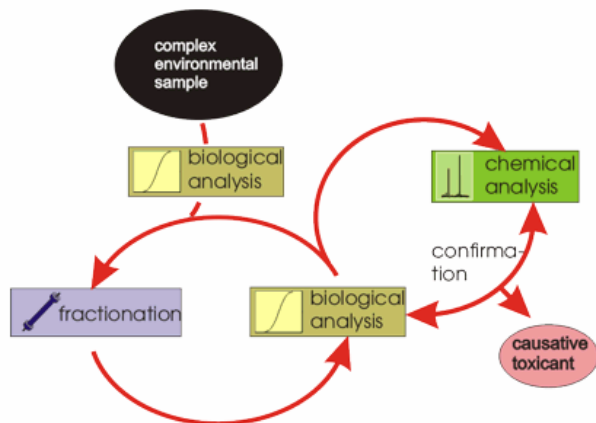 complex
environmental
sample
biological
analysis
chemical
analysis
confirma-
tion
fractionation
biological
analysis
causative
toxicant